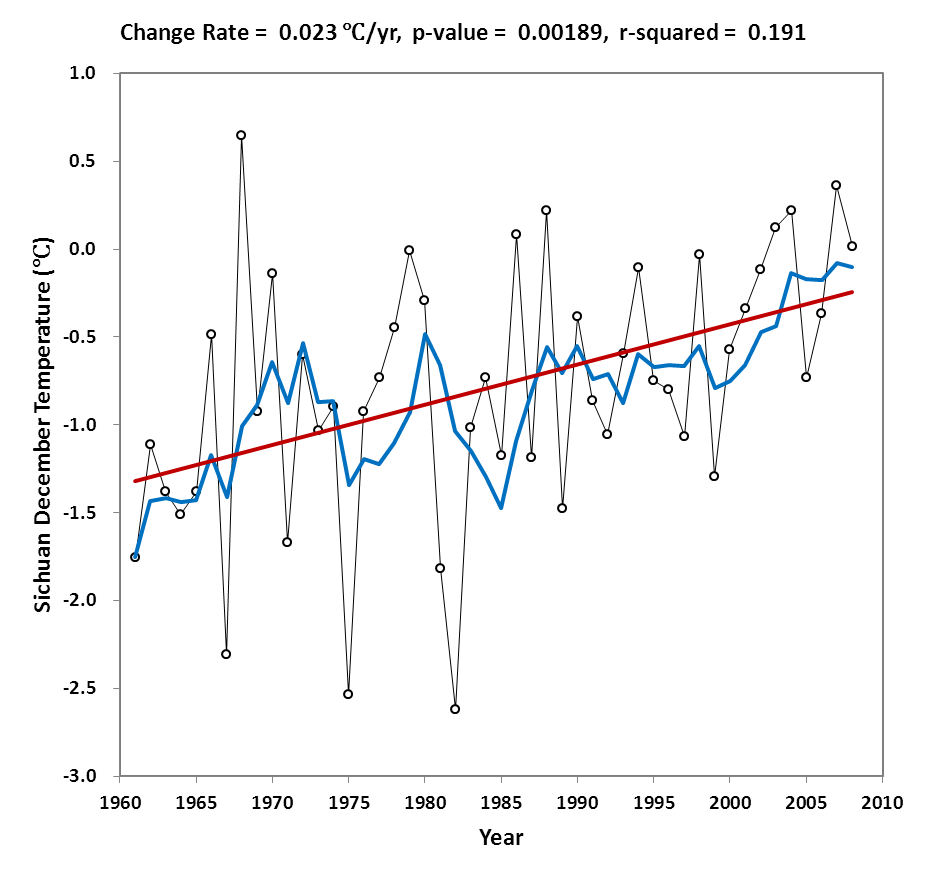 Change Rate = 0.023 ℃/yr, p-value = 0.00189, r-squared = 0.191
1.0
0.5
0.0
-0.5
-1.0
-1.5
-2.0
-2.5
-3.0
Sichuan December Temperature (℃)
1960 1965 1970 1975 1980 1985 1990 1995 2000 2005 2010
Year